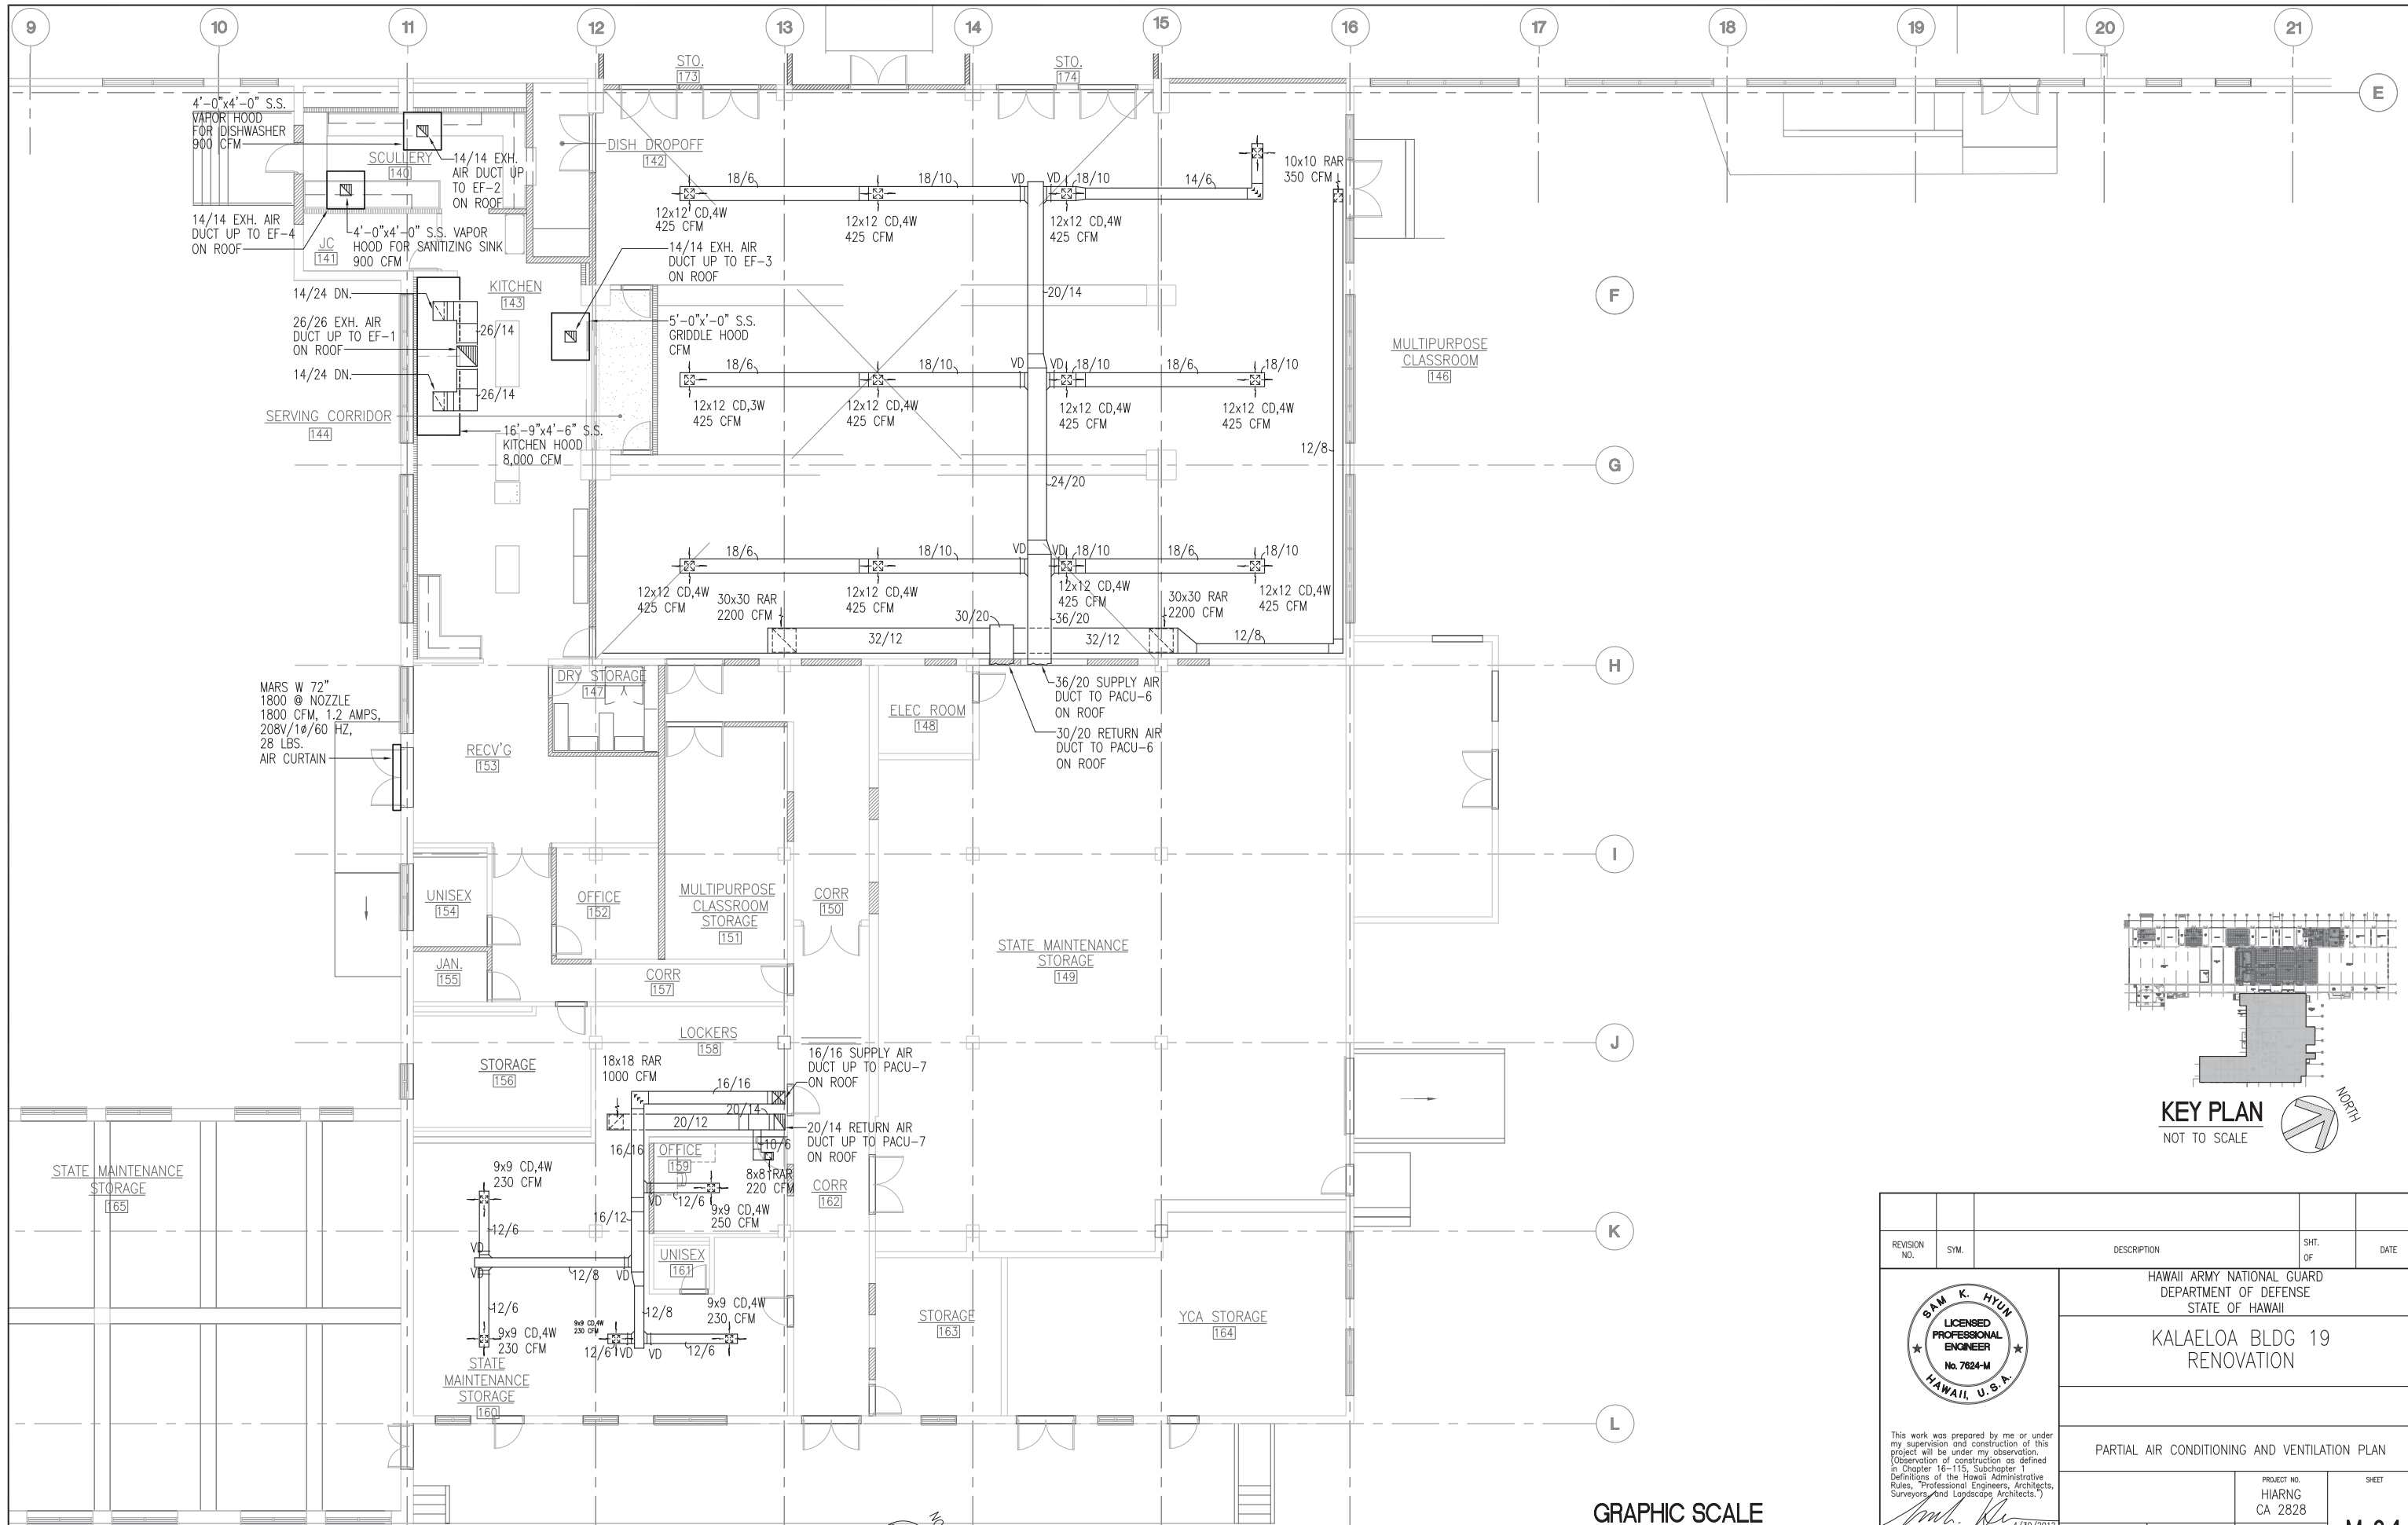 9
10
11
12
13
14
15
16
17
18
19
20
21
E
F
G
H
I
J
K
L
STO.
173
STO.
174
4'-0"x4'-0" S.S.
VAPOR HOOD
FOR DISHWASHER
900 CFM
SCULLERY
140
14/14 EXH.
AIR DUCT UP
TO EF-2
ON ROOF
DISH DROPOFF
142
14/14 EXH. AIR
DUCT UP TO EF-4
ON ROOF
JC
141
4'-0"x4'-0" S.S. VAPOR
HOOD FOR SANITIZING SINK
900 CFM
14/14 EXH. AIR
DUCT UP TO EF-3
ON ROOF
KITCHEN
143
14/24 DN.
26/26 EXH. AIR
DUCT UP TO EF-1
ON ROOF
14/24 DN.
26/14
26/14
5'-0"x'-0" S.S.
GRIDDLE HOOD
CFM
SERVING CORRIDOR
144
16'-9"x4'-6" S.S.
KITCHEN HOOD
8,000 CFM
18/6
18/10
VD
VD
18/10
14/6
10x10 RAR
350 CFM
12x12 CD,4W
425 CFM
12x12 CD,4W
425 CFM
12x12 CD,4W
425 CFM
20/14
MULTIPURPOSE
CLASSROOM
146
18/6
18/10
VD
VD
18/10
18/6
18/10
12x12 CD,3W
425 CFM
12x12 CD,4W
425 CFM
12x12 CD,4W
425 CFM
12x12 CD,4W
425 CFM
12/8
24/20
18/6
18/10
VD
VD
18/10
18/6
18/10
12x12 CD,4W
425 CFM
30x30 RAR
2200 CFM
12x12 CD,4W
425 CFM
12x12 CD,4W
425 CFM
30x30 RAR
2200 CFM
12x12 CD,4W
425 CFM
30/20
36/20
32/12
32/12
12/8
DRY STORAGE
147
MARS W 72"
1800 @ NOZZLE
1800 CFM, 1.2 AMPS,
208V/1ø/60 HZ,
28 LBS.
AIR CURTAIN
RECV'G
153
ELEC ROOM
148
36/20 SUPPLY AIR
DUCT TO PACU-6
ON ROOF
30/20 RETURN AIR
DUCT TO PACU-6
ON ROOF
UNISEX
154
OFFICE
152
MULTIPURPOSE
CLASSROOM
STORAGE
151
CORR
150
STATE MAINTENANCE
STORAGE
149
JAN.
155
CORR
157
LOCKERS
158
STORAGE
156
18x18 RAR
1000 CFM
16/16
16/16 SUPPLY AIR
DUCT UP TO PACU-7
ON ROOF
20/14
20/12
20/14 RETURN AIR
DUCT UP TO PACU-7
ON ROOF
16/16
OFFICE
159
10/6
8x8 RAR
220 CFM
STATE MAINTENANCE
STORAGE
165
9x9 CD,4W
230 CFM
VD
12/6
9x9 CD,4W
250 CFM
CORR
162
12/6
16/12
VD
VD
12/8
VD
UNISEX
161
12/6
12/8
9x9 CD,4W
230 CFM
9x9 CD,4W
230 CFM
9x9 CD,4W
230 CFM
12/6
VD
VD
12/6
STATE
MAINTENANCE
STORAGE
160
STORAGE
163
YCA STORAGE
164
KEY PLAN
NOT TO SCALE
NORTH
REVISION
NO.
SYM.
DESCRIPTION
SHT.
OF
DATE
SAM K. HYUN
LICENSED
PROFESSIONAL
ENGINEER
No. 7624-M
HAWAII, U.S.A.
HAWAII ARMY NATIONAL GUARD
DEPARTMENT OF DEFENSE
STATE OF HAWAII
KALAELOA BLDG 19
RENOVATION
This work was prepared by me or under
my supervision and construction of this
project will be under my observation.
(Observation of construction as defined
in Chapter 16-115, Subchapter 1
Definitions of the Hawaii Administrative
Rules, "Professional Engineers, Architects,
Surveyors, and Landscape Architects.")
PARTIAL AIR CONDITIONING AND VENTILATION PLAN
PROJECT NO.
HIARNG
CA 2828
SHEET
GRAPHIC SCALE